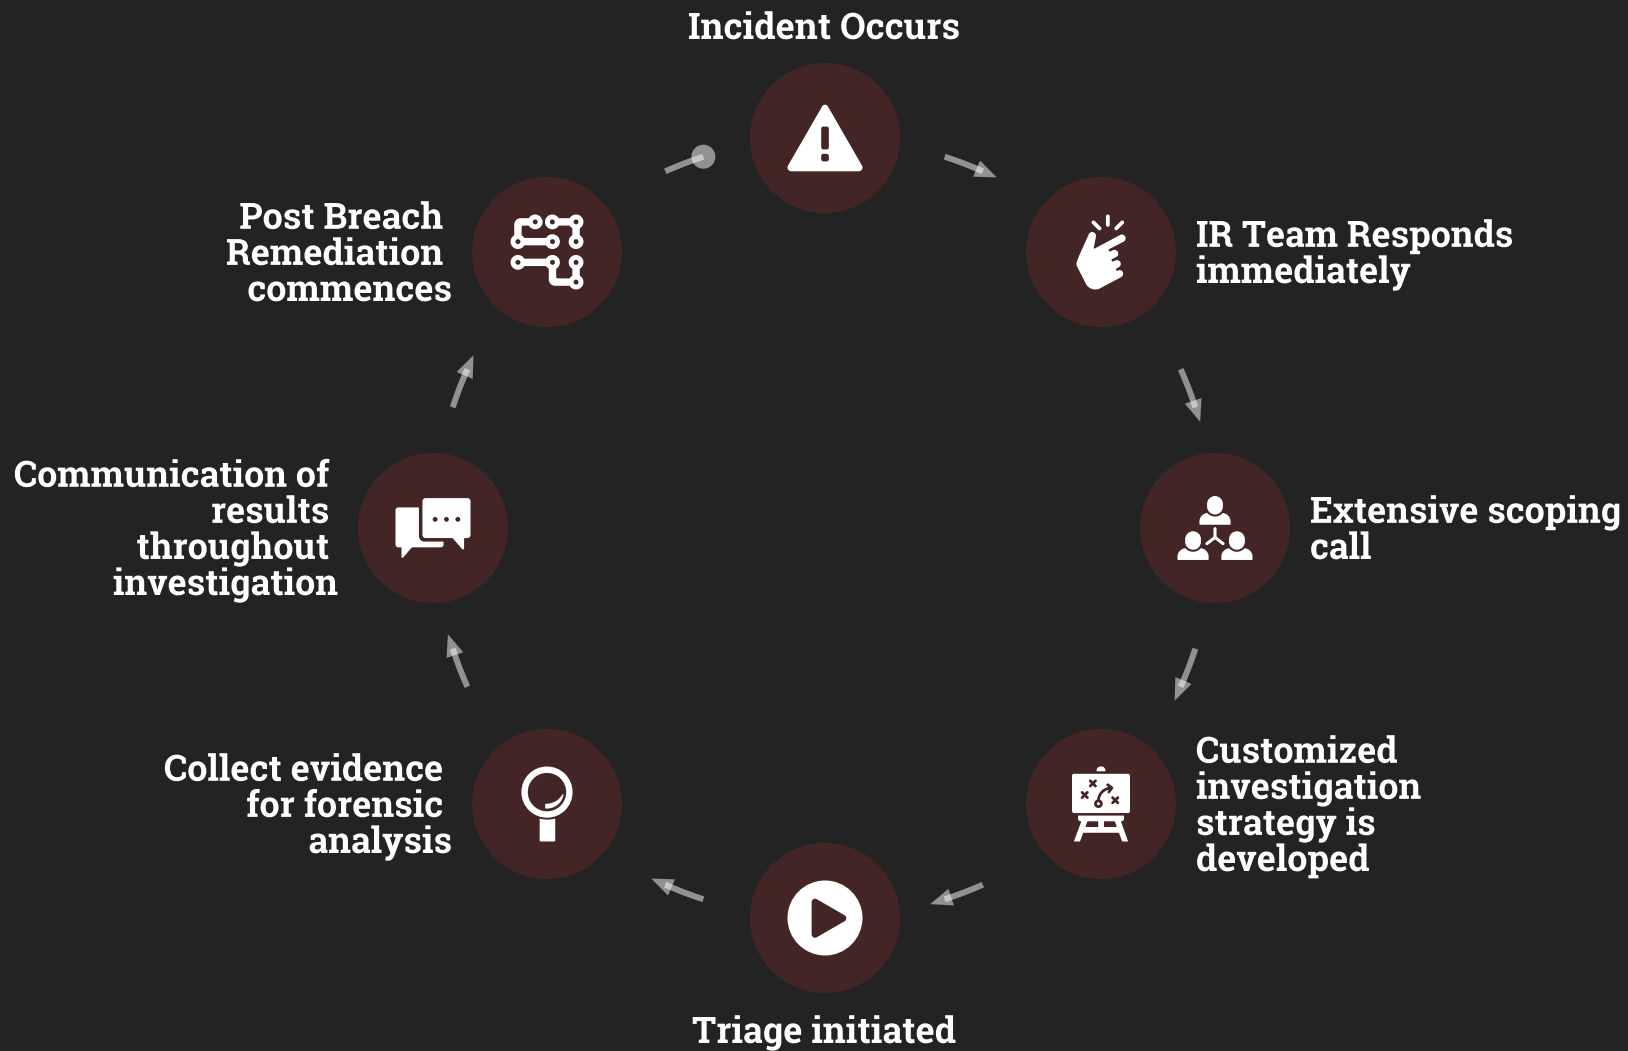 Incident Occurs
IR Team Responds
immediately
Extensive scoping
call
Customized
investigation
strategy is
developed
Triage initiated
Collect evidence
for forensic
analysis
Communication of
results
throughout
investigation
Post Breach
Remediation
commences